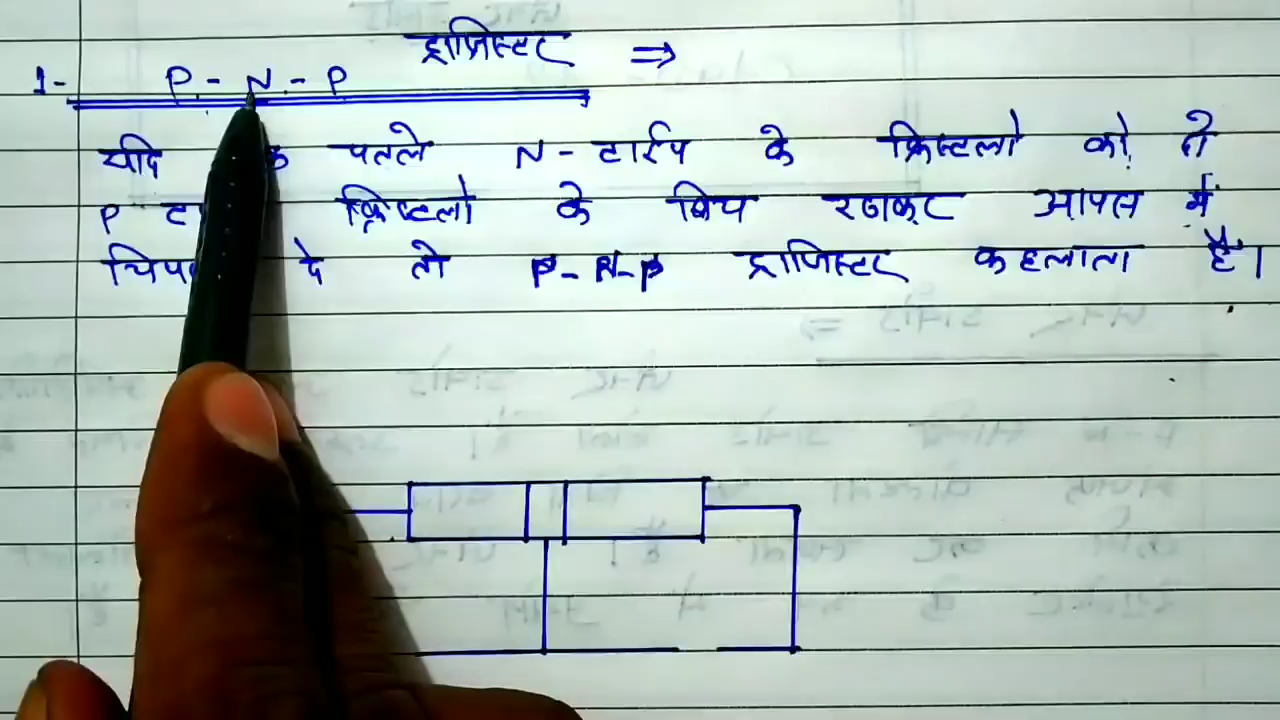 1- P - N - P ट्रांजिस्टर ⇒
यदि पतले N - टाईप के क्रिस्टलो को
P क्रिस्टलो के बिच रखकर आपस में
दे तो P-N-P ट्रांजिस्टर कहलाता है।